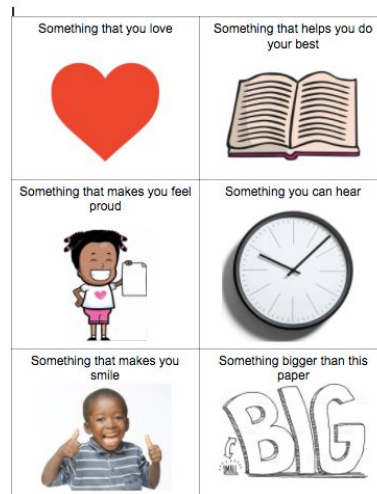 Something that you love
Something that helps you do
your best
Something that makes you feel
proud
Something you can hear
Something that makes you
smile
Something bigger than this
paper
BIG
SMALL